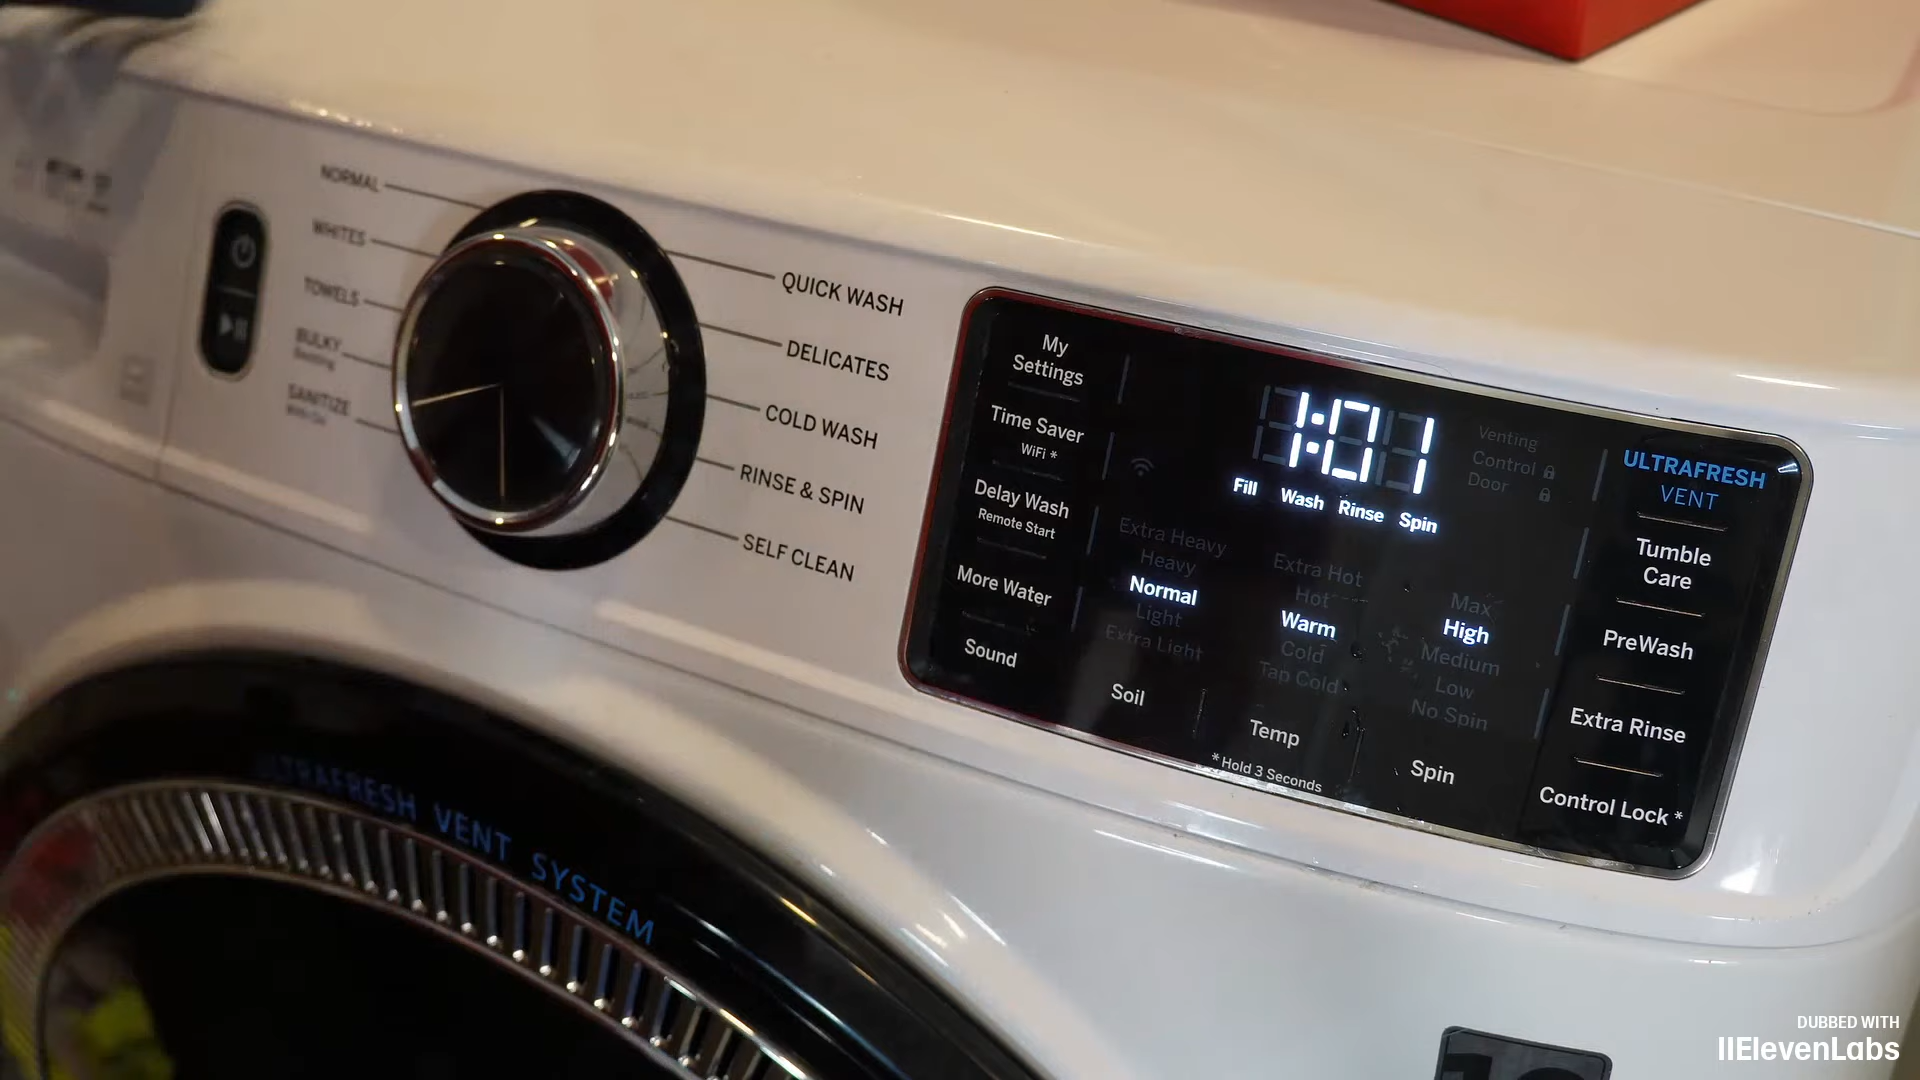 NORMAL
WHITES
TOWELS
BULKY
Bedding
SANITIZE
QUICK WASH
DELICATES
COLD WASH
RINSE & SPIN
SELF CLEAN
My
Settings
Time Saver
WiFi *
Delay Wash
Remote Start
More Water
Sound
1:01
Fill Wash Rinse Spin
Venting
Control
Door
Extra Heavy
Heavy
Normal
Light
Extra Light
Soil
Extra Hot
Hot
Warm
Cold
Tap Cold
Temp
* Hold 3 Seconds
Max
High
Medium
Low
No Spin
Spin
ULTRAFRESH
VENT
Tumble
Care
PreWash
Extra Rinse
Control Lock *
ULTRAFRESH VENT SYSTEM
DUBBED WITH
IIElevenLabs